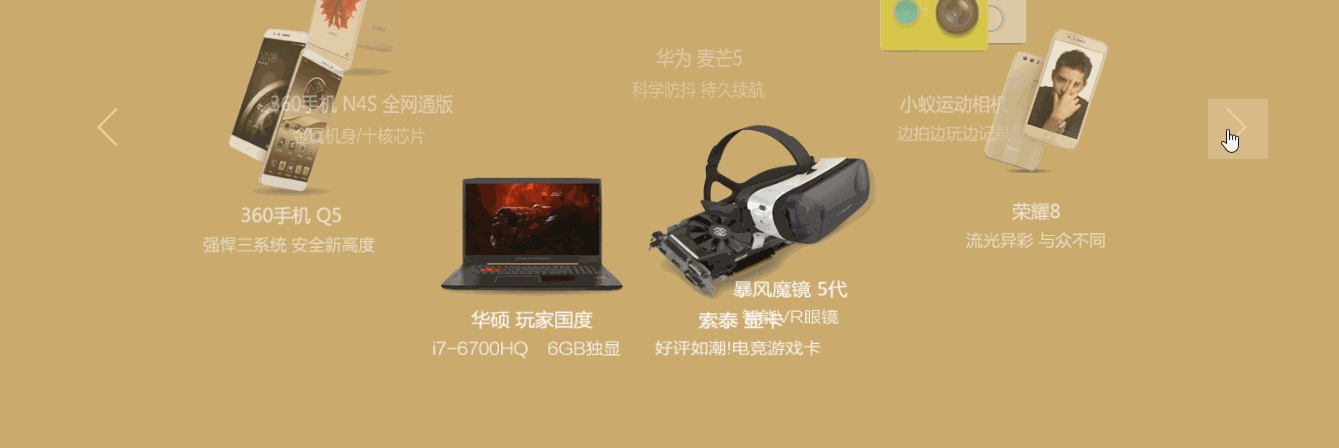 华为 麦芒5
科学防抖 持久续航
360手机 N4S 全网通版
金属机身/十核芯片
小蚁运动相机
边拍边玩边记录
360手机 Q5
强悍三系统 安全新高度
荣耀8
流光异彩 与众不同
暴风魔镜 5代
智能VR眼镜
华硕 玩家国度
i7-6700HQ 6GB独显
索泰 显卡
好评如潮!电竞游戏卡